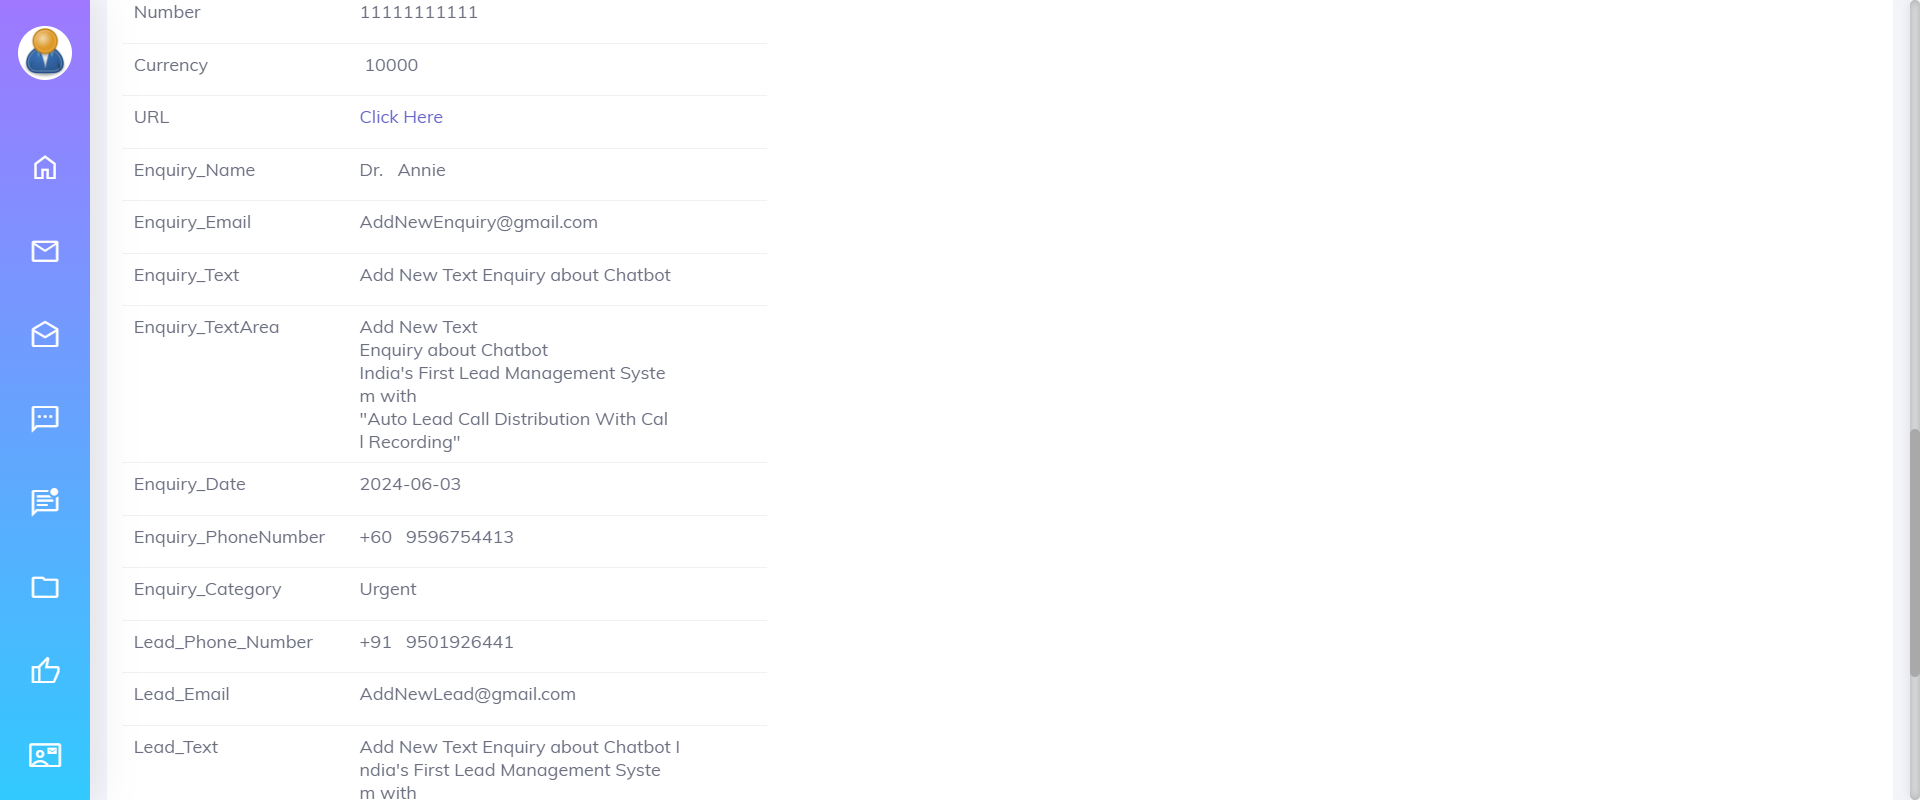 Number 11111111111
Currency 10000
URL Click Here
Enquiry_Name Dr. Annie
Enquiry_Email AddNewEnquiry@gmail.com
Enquiry_Text Add New Text Enquiry about Chatbot
Enquiry_TextArea Add New Text
Enquiry about Chatbot
India's First Lead Management Syste
m with
"Auto Lead Call Distribution With Cal
l Recording"
Enquiry_Date 2024-06-03
Enquiry_PhoneNumber +60 9596754413
Enquiry_Category Urgent
Lead_Phone_Number +91 9501926441
Lead_Email AddNewLead@gmail.com
Lead_Text Add New Text Enquiry about Chatbot I
ndia's First Lead Management Syste
m with